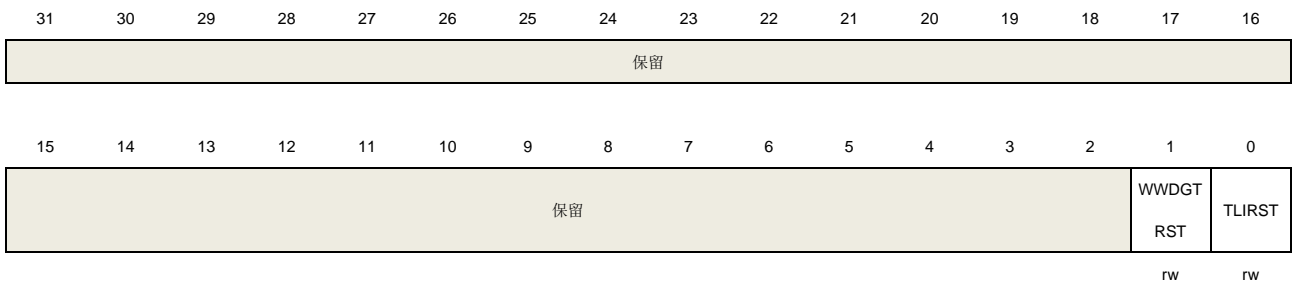 31 30 29 28 27 26 25 24 23 22 21 20 19 18 17 16
保留
15 14 13 12 11 10 9 8 7 6 5 4 3 2 1 0
保留
WWDGT
RST
TLIRST
rw rw